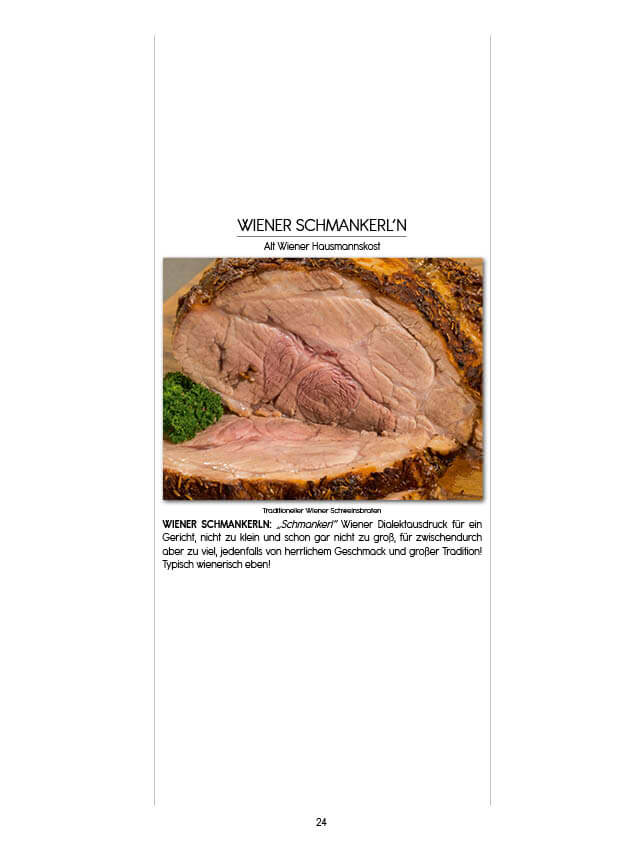 WIENER SCHMANKERL´N
Alt Wiener Hausmannskost
Traditioneller Wiener Schweinsbraten
WIENER SCHMANKERLN: „Schmankerl” Wiener Dialektausdruck für ein
Gericht, nicht zu klein und schon gar nicht zu groß, für zwischendurch
aber zu viel, jedenfalls von herrlichem Geschmack und großer Tradition!
Typisch wienerisch eben!
24